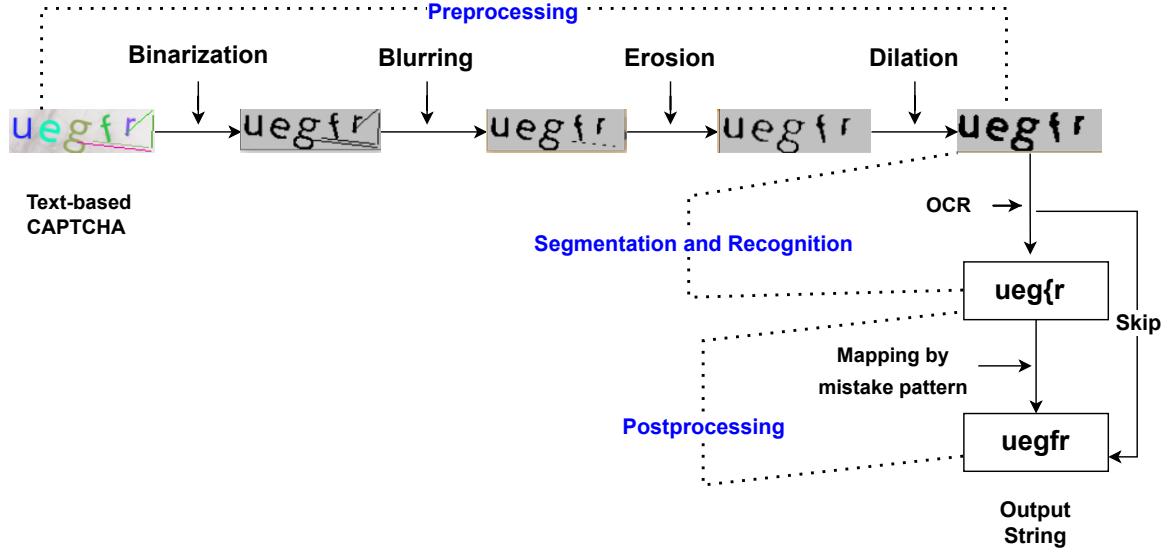 Preprocessing
Binarization
Blurring
Erosion
Dilation
uegfr
uegfr
uegfr
uegfr
uegfr
Text-based
CAPTCHA
OCR
Segmentation and Recognition
ueg{r
Skip
Mapping by
mistake pattern
Postprocessing
uegfr
Output
String